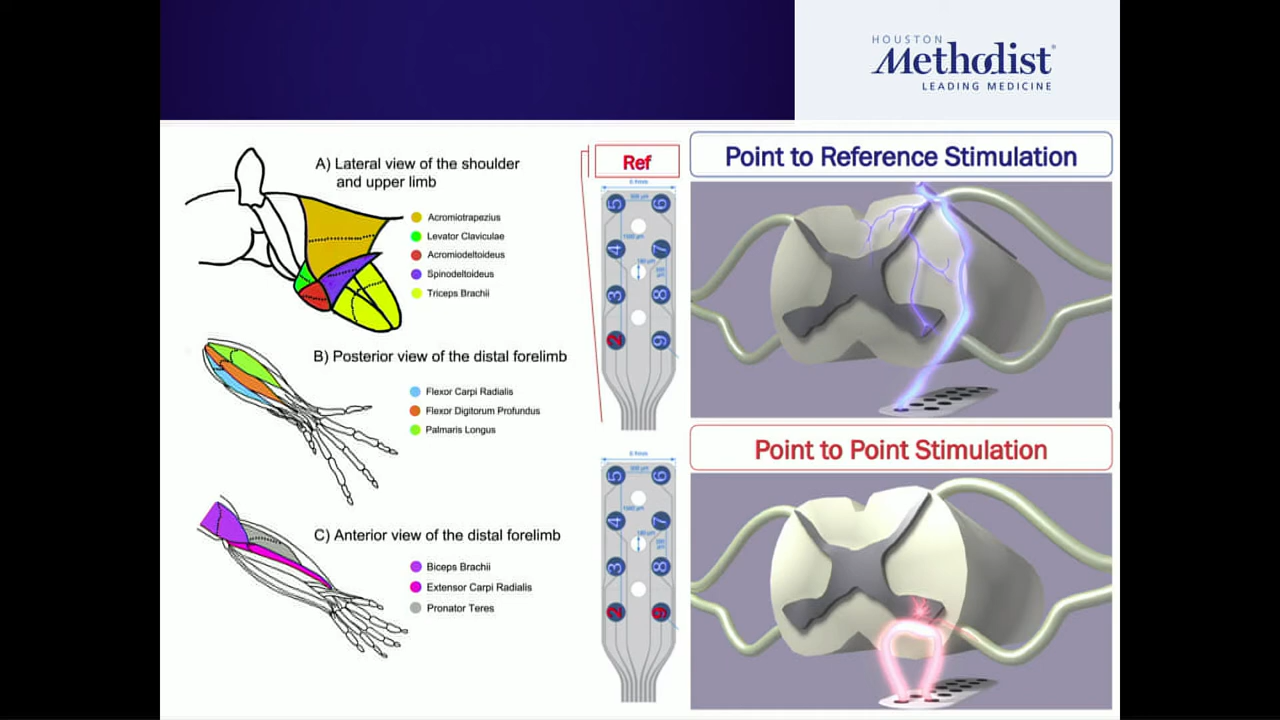 HOUSTON
Methodist
LEADING MEDICINE
A) Lateral view of the shoulder
and upper limb
Acromiotrapezius
Levator Claviculae
Acromiodeltoideus
Spinodeltoideus
Triceps Brachii
B) Posterior view of the distal forelimb
Flexor Carpi Radialis
Flexor Digitorum Profundus
Palmaris Longus
C) Anterior view of the distal forelimb
Biceps Brachii
Extensor Carpi Radialis
Pronator Teres
Ref
5 6
4 7
3 8
2 9
5 6
4 7
3 8
2 9
Point to Reference Stimulation
Point to Point Stimulation